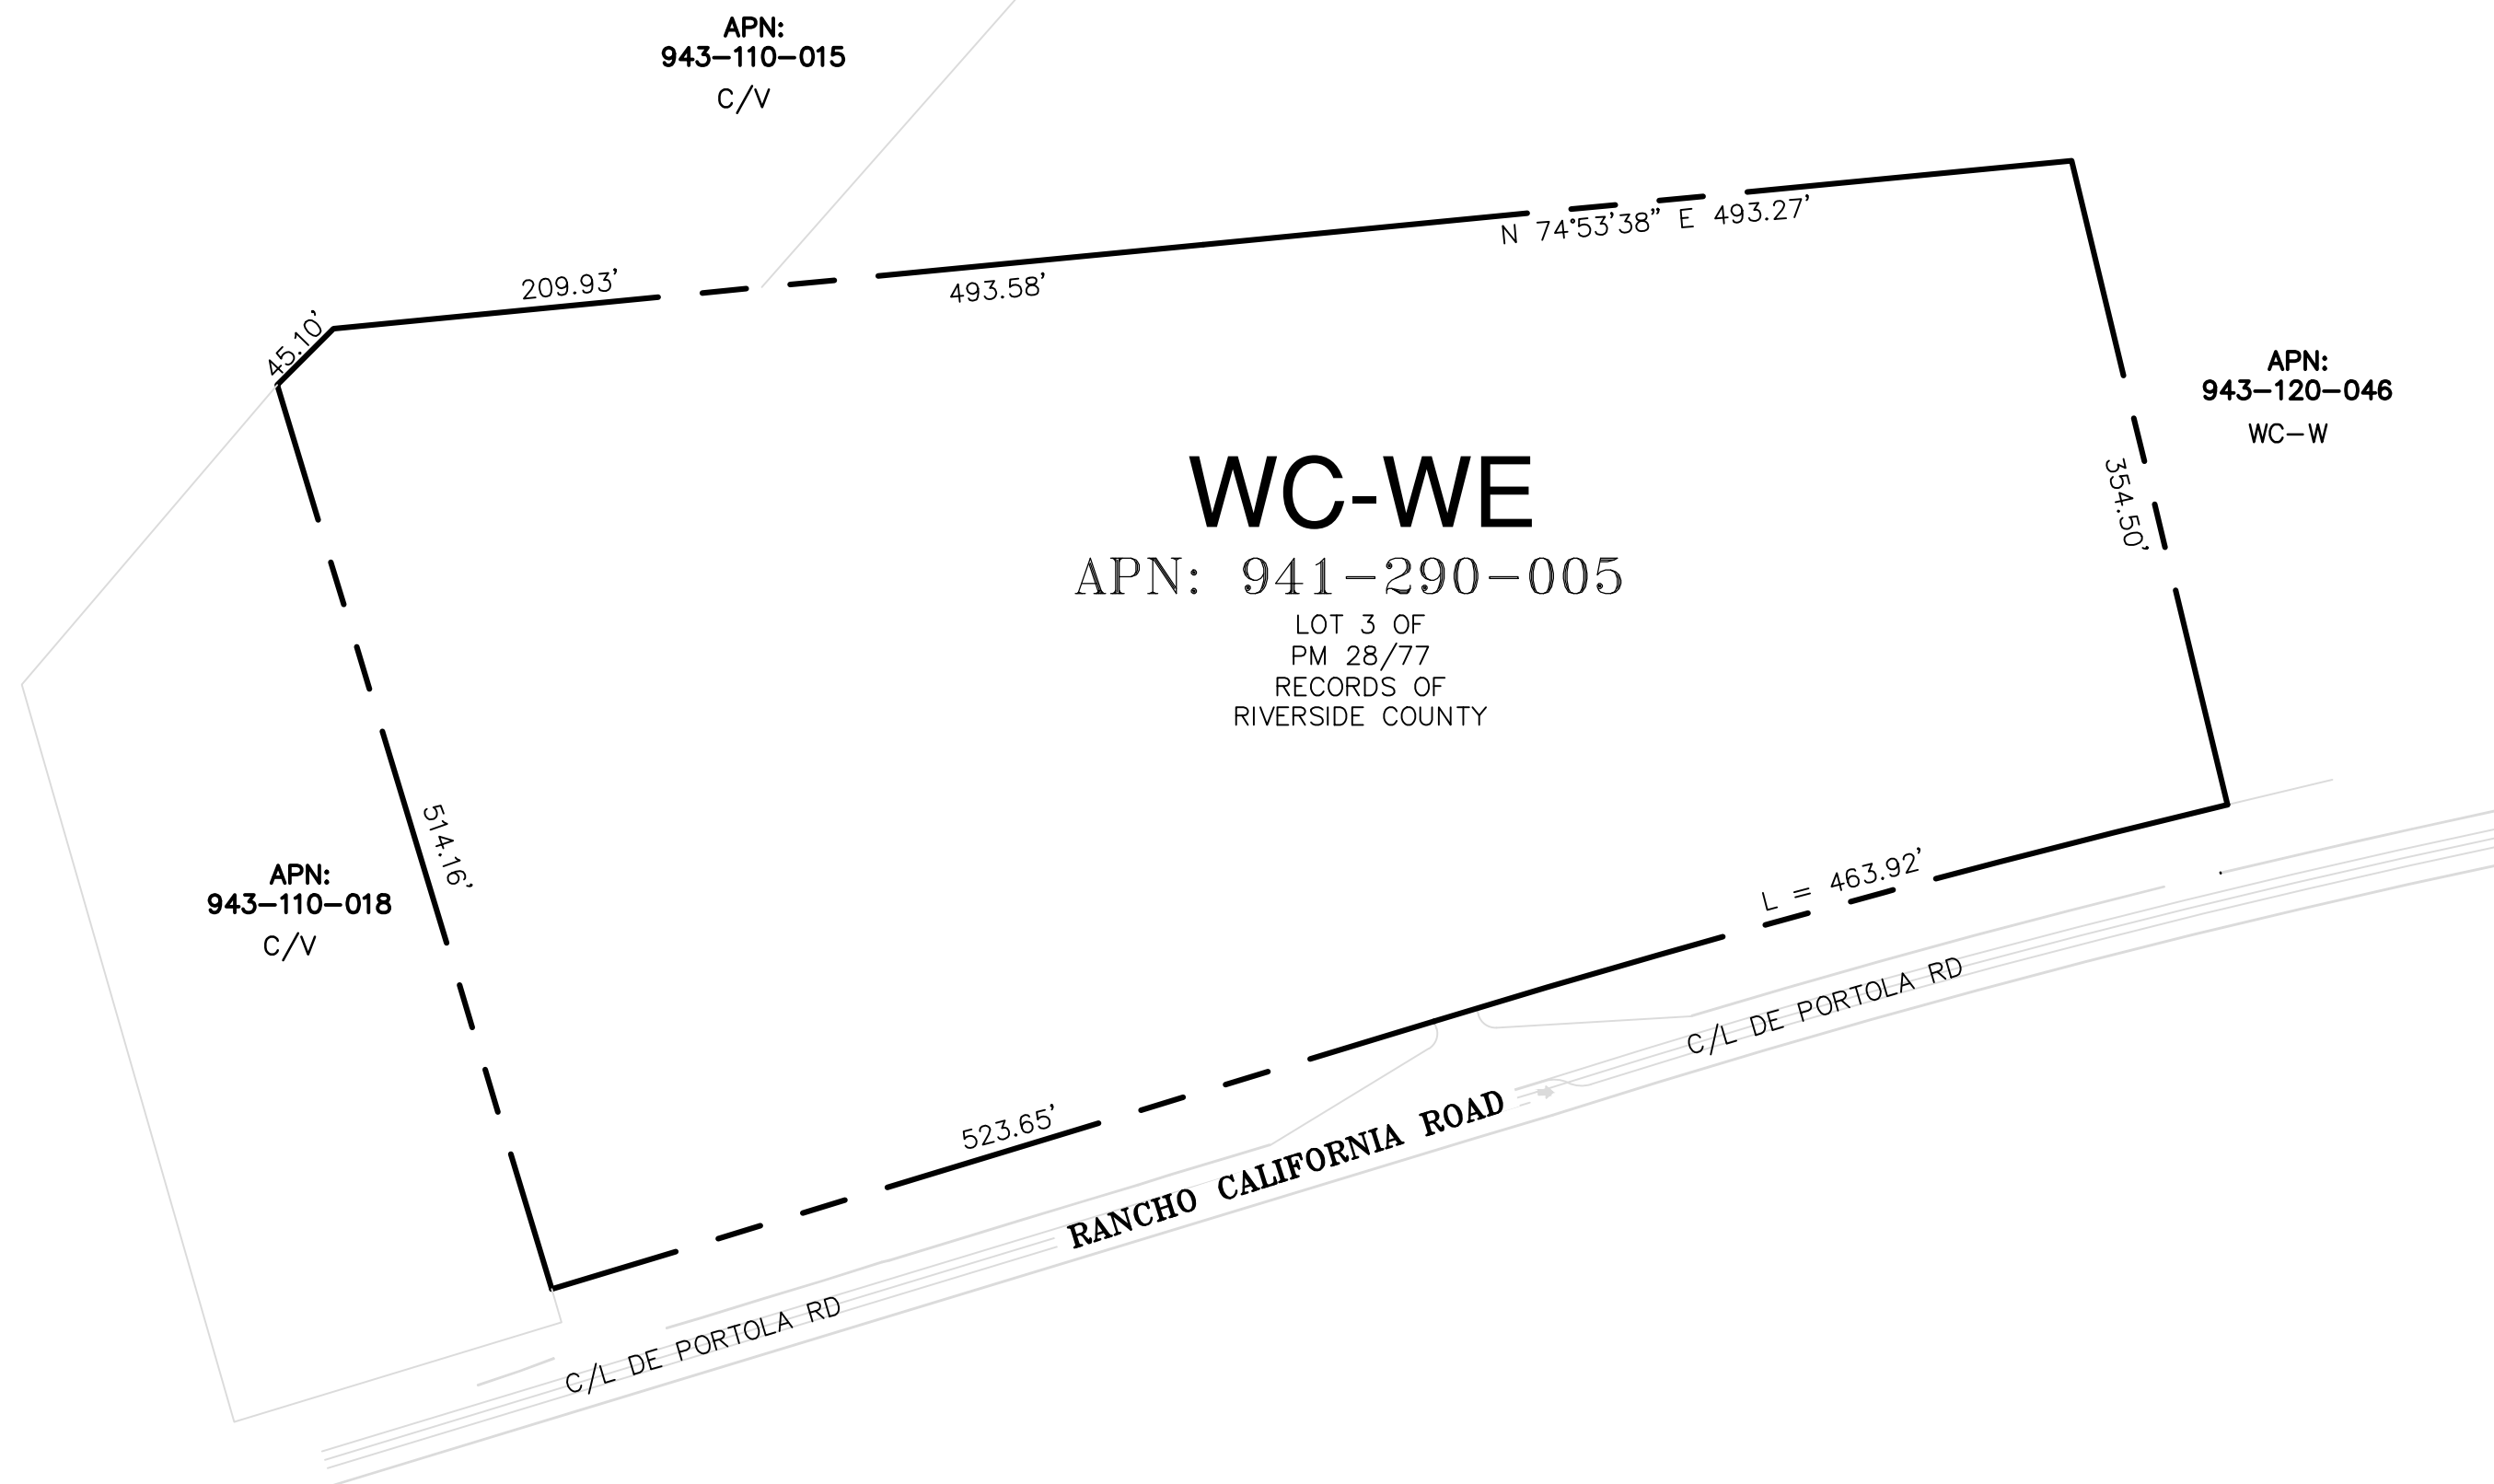 APN:
943-110-015
C/V
N 74°53'38" E 493.27'
209.93'
493.58'
45.10'
APN:
943-120-046
WC-W
354.50'
WC-WE
APN: 941-290-005
LOT 3 OF
PM 28/77
RECORDS OF
RIVERSIDE COUNTY
514.16'
APN:
943-110-018
C/V
L = 463.92'
523.65'
C/L DE PORTOLA RD
RANCHO CALIFORNIA ROAD
C/L DE PORTOLA RD